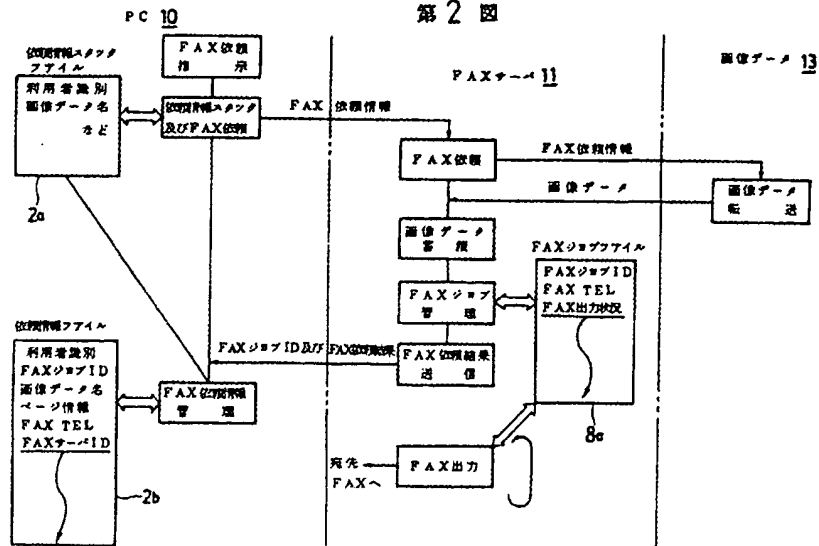 第2図
PC 10
依頼情報スタック
ファイル
利用者識別
画像データ名
など
2a
FAX依頼
指示
依頼情報スタック
及びFAX依頼
FAX 依頼情報
FAXサーバ 11
画像データ 13
FAX依頼
FAX依頼情報
画像データ
画像データ
転送
画像データ
蓄積
FAXジョブ
管理
FAXジョブファイル
FAXジョブID
FAX TEL
FAX出力状況
8a
FAXジョブID及び FAX依頼結果
FAX依頼結果
送信
依頼情報ファイル
利用者識別
FAXジョブID
画像データ名
ページ情報
FAX TEL
FAXサーバID
2b
FAX依頼情報
管理
宛先
FAXへ
FAX出力